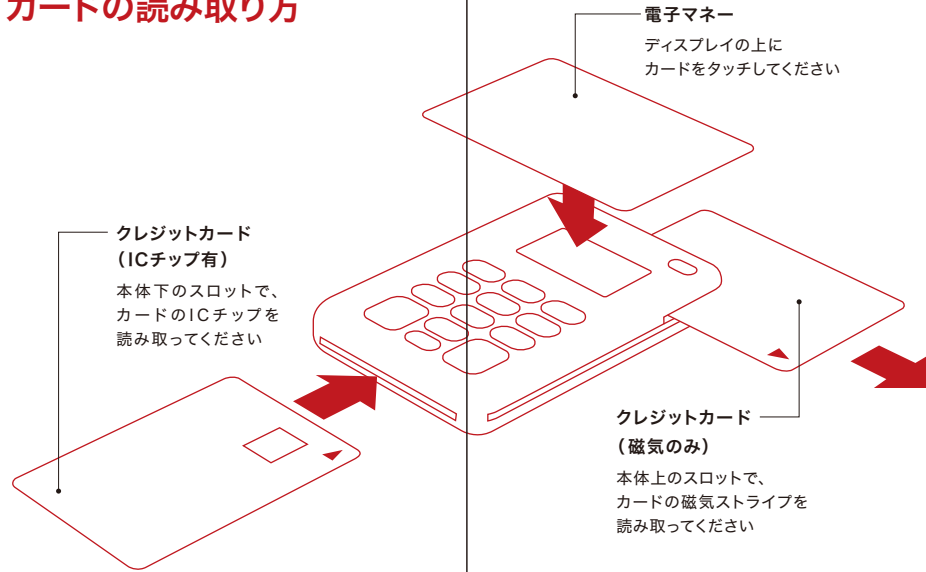 カードの読み取り方
電子マネー
ディスプレイの上に
カードをタッチしてください
クレジットカード
(ICチップ有)
本体下のスロットで、
カードのICチップを
読み取ってください
クレジットカード
(磁気のみ)
本体上のスロットで、
カードの磁気ストライプを
読み取ってください